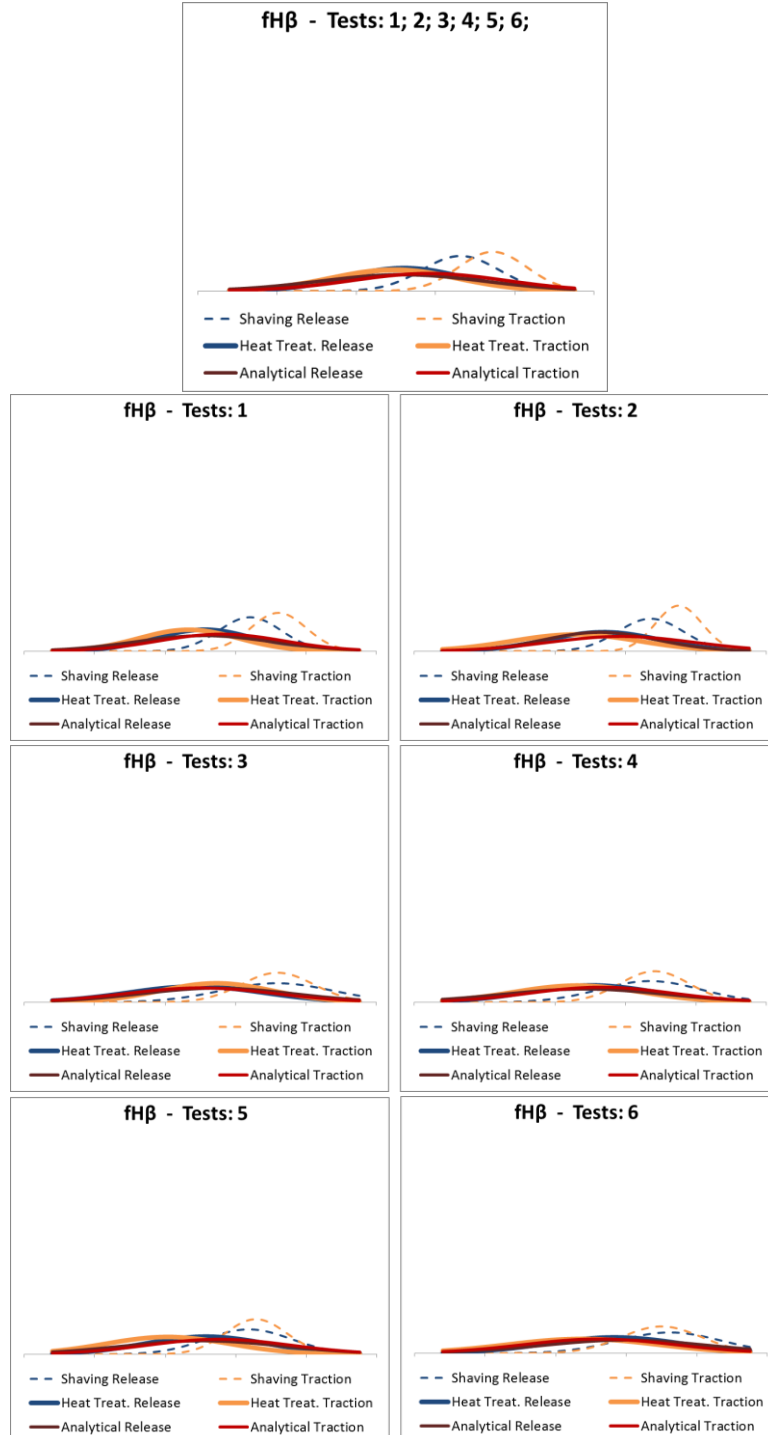 fHβ - Tests: 1; 2; 3; 4; 5; 6;
Shaving Release Shaving Traction
Heat Treat. Release Heat Treat. Traction
Analytical Release Analytical Traction
fHβ - Tests: 1
Shaving Release Shaving Traction
Heat Treat. Release Heat Treat. Traction
Analytical Release Analytical Traction
fHβ - Tests: 2
Shaving Release Shaving Traction
Heat Treat. Release Heat Treat. Traction
Analytical Release Analytical Traction
fHβ - Tests: 3
Shaving Release Shaving Traction
Heat Treat. Release Heat Treat. Traction
Analytical Release Analytical Traction
fHβ - Tests: 4
Shaving Release Shaving Traction
Heat Treat. Release Heat Treat. Traction
Analytical Release Analytical Traction
fHβ - Tests: 5
Shaving Release Shaving Traction
Heat Treat. Release Heat Treat. Traction
Analytical Release Analytical Traction
fHβ - Tests: 6
Shaving Release Shaving Traction
Heat Treat. Release Heat Treat. Traction
Analytical Release Analytical Traction